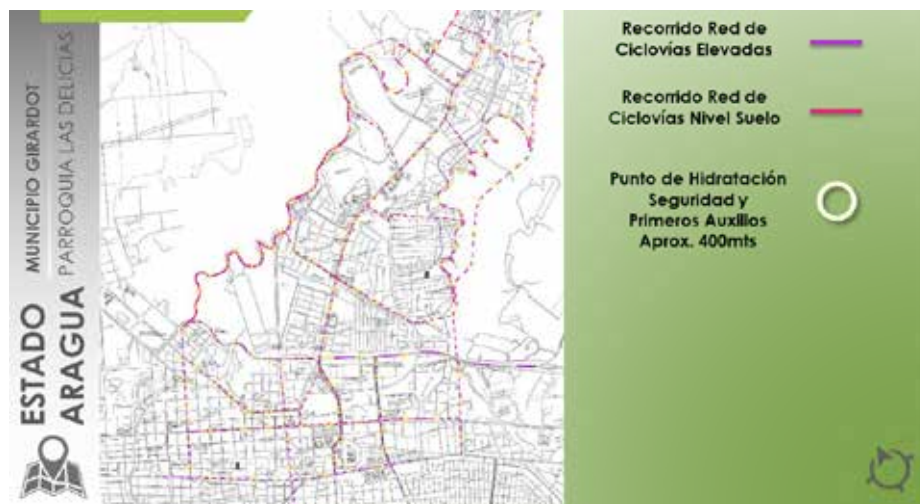 ESTADO
ARAGUA
MUNICIPIO GIRARDOT
PARROQUIA LAS DELICIAS
Recorrido Red de
Ciclovías Elevadas
Recorrido Red de
Ciclovías Nivel Suelo
Punto de Hidratación
Seguridad y
Primeros Auxilios
Aprox. 400mts